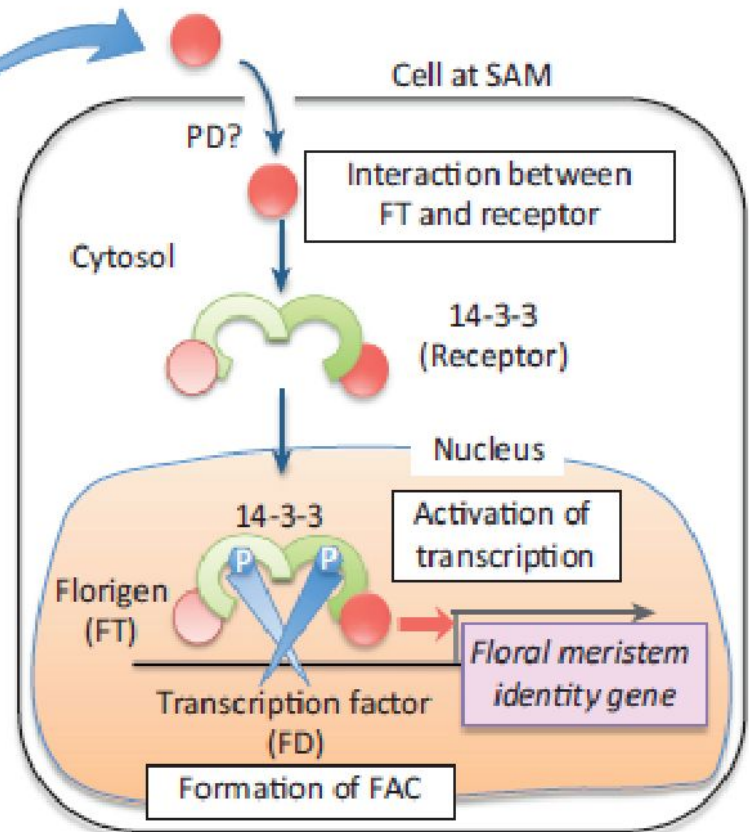 Cell at SAM
PD?
Interaction between
FT and receptor
Cytosol
14-3-3
(Receptor)
Nucleus
14-3-3
Activation of
transcription
P P
Florigen
(FT)
Floral meristem
identity gene
Transcription factor
(FD)
Formation of FAC